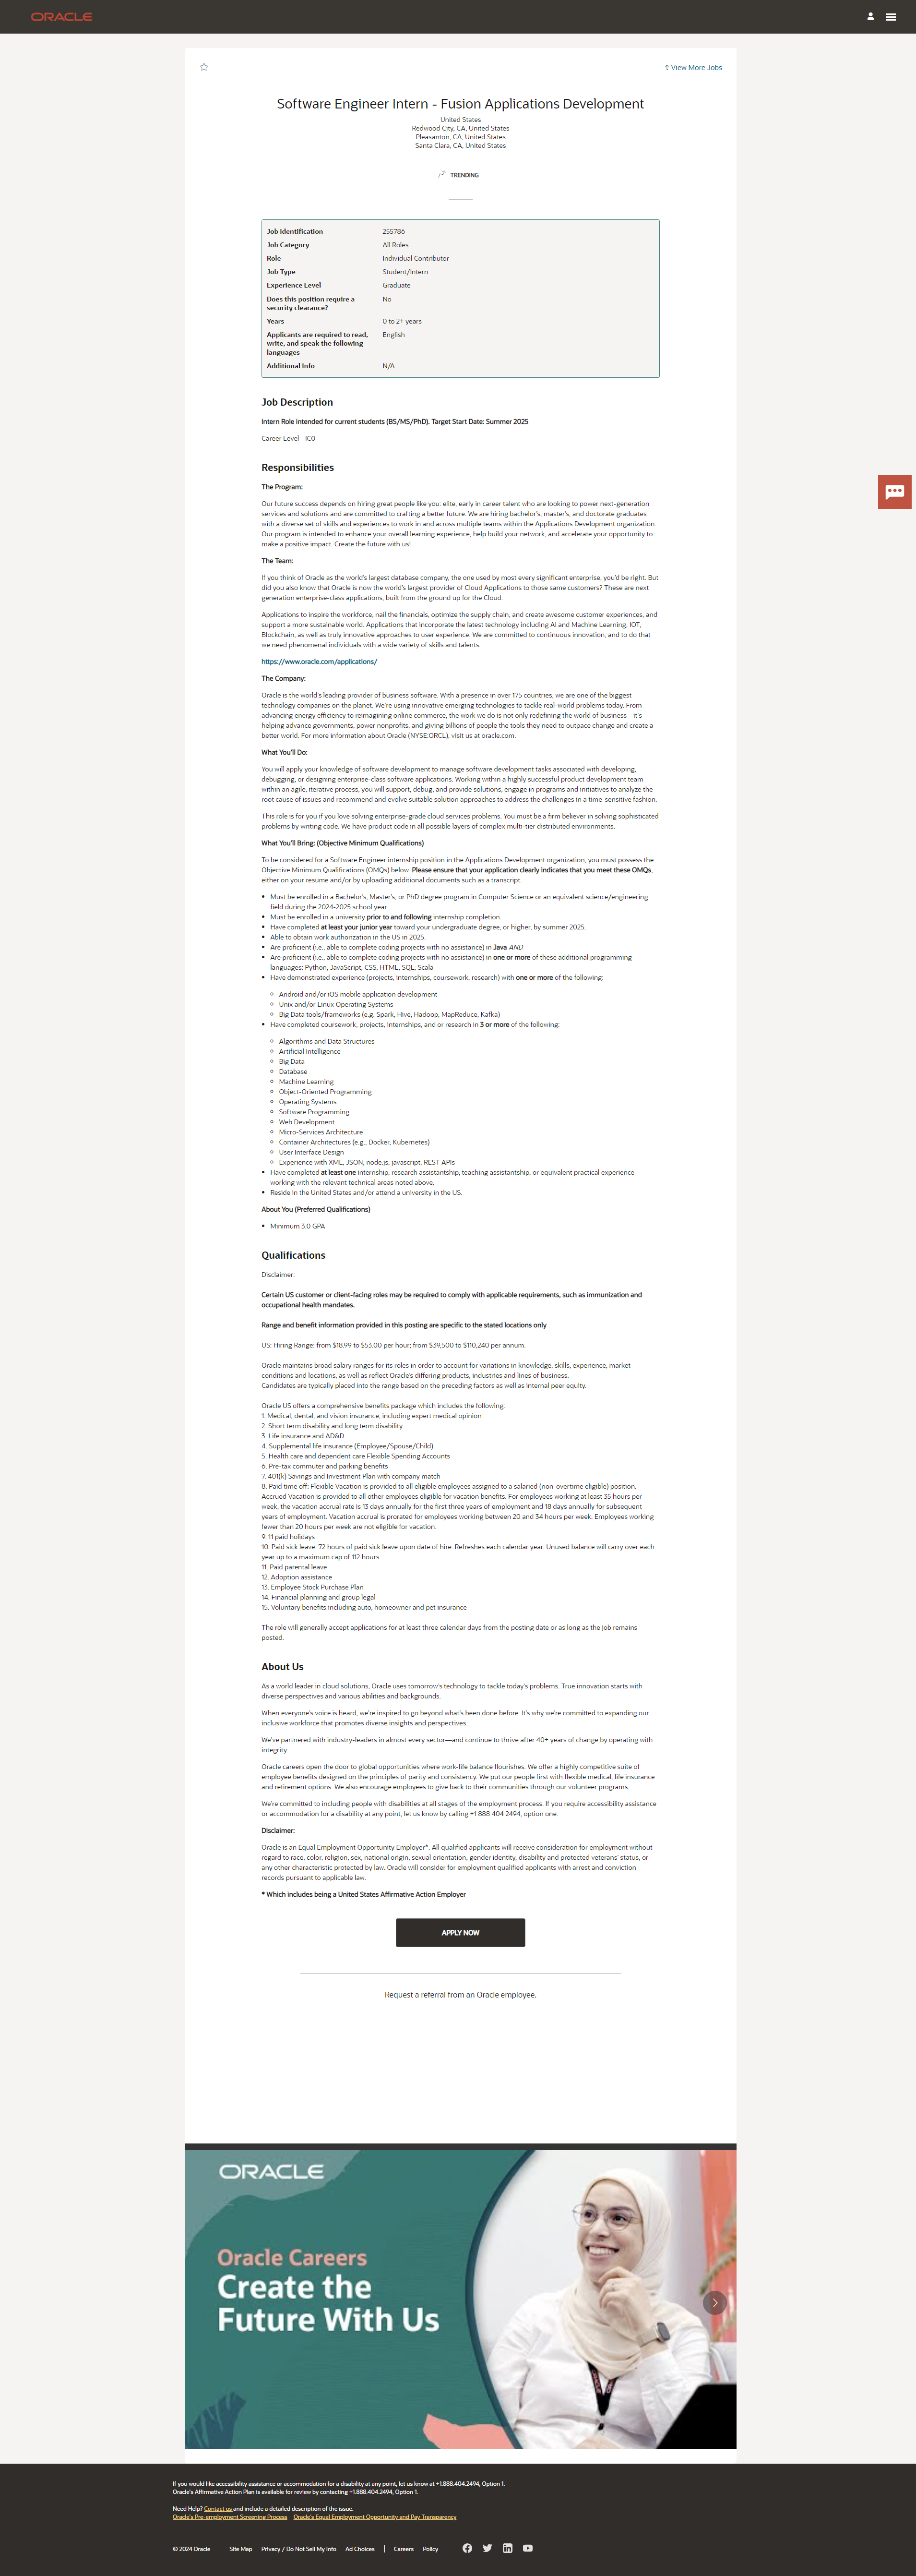 ORACLE
View More Jobs
Software Engineer Intern - Fusion Applications Development
United States
Redwood City, CA, United States
Pleasanton, CA, United States
Santa Clara, CA, United States
TRENDING
Job Identification 255786
Job Category All Roles
Role Individual Contributor
Job Type Student/Intern
Experience Level Graduate
Does this position require a No
security clearance?
Years 0 to 2+ years
Applicants are required to read, English
write, and speak the following
languages
Additional Info N/A
Job Description
Intern Role intended for current students (BS/MS/PhD). Target Start Date: Summer 2025
Career Level - IC0
Responsibilities
The Program:
Our future success depends on hiring great people like you: elite, early in career talent who are looking to power next-generation
services and solutions and are committed to crafting a better future. We are hiring bachelor's, master's, and doctorate graduates
with a diverse set of skills and experiences to work in and across multiple teams within the Applications Development organization.
Our program is intended to enhance your overall learning experience, help build your network, and accelerate your opportunity to
make a positive impact. Create the future with us!
The Team:
If you think of Oracle as the world's largest database company, the one used by most every significant enterprise, you'd be right. But
did you also know that Oracle is now the world's largest provider of Cloud Applications to those same customers? These are next
generation enterprise-class applications, built from the ground up for the Cloud.
Applications to inspire the workforce, nail the financials, optimize the supply chain, and create awesome customer experiences, and
support a more sustainable world. Applications that incorporate the latest technology including AI and Machine Learning, IOT,
Blockchain, as well as truly innovative approaches to user experience. We are committed to continuous innovation, and to do that
we need phenomenal individuals with a wide variety of skills and talents.
https://www.oracle.com/applications/
The Company:
Oracle is the world's leading provider of business software. With a presence in over 175 countries, we are one of the biggest
technology companies on the planet. We're using innovative emerging technologies to tackle real-world problems today. From
advancing energy efficiency to reimagining online commerce, the work we do is not only redefining the world of business—it's
helping advance governments, power nonprofits, and giving billions of people the tools they need to outpace change and create a
better world. For more information about Oracle (NYSE:ORCL), visit us at oracle.com.
What You'll Do:
You will apply your knowledge of software development to manage software development tasks associated with developing,
debugging, or designing enterprise-class software applications. Working within a highly successful product development team
within an agile, iterative process, you will support, debug, and provide solutions, engage in programs and initiatives to analyze the
root cause of issues and recommend and evolve suitable solution approaches to address the challenges in a time-sensitive fashion.
This role is for you if you love solving enterprise-grade cloud services problems. You must be a firm believer in solving sophisticated
problems by writing code. We have product code in all possible layers of complex multi-tier distributed environments.
What You'll Bring: (Objective Minimum Qualifications)
To be considered for a Software Engineer internship position in the Applications Development organization, you must possess the
Objective Minimum Qualifications (OMQs) below. Please ensure that your application clearly indicates that you meet these OMQs,
either on your resume and/or by uploading additional documents such as a transcript.
• Must be enrolled in a Bachelor's, Master's, or PhD degree program in Computer Science or an equivalent science/engineering
field during the 2024-2025 school year.
• Must be enrolled in a university prior to and following internship completion.
• Have completed at least your junior year toward your undergraduate degree, or higher, by summer 2025.
• Able to obtain work authorization in the US in 2025.
• Are proficient (i.e., able to complete coding projects with no assistance) in Java AND
• Are proficient (i.e., able to complete coding projects with no assistance) in one or more of these additional programming
languages: Python, JavaScript, CSS, HTML, SQL, Scala
• Have demonstrated experience (projects, internships, coursework, research) with one or more of the following:
◦ Android and/or iOS mobile application development
◦ Unix and/or Linux Operating Systems
◦ Big Data tools/frameworks (e.g. Spark, Hive, Hadoop, MapReduce, Kafka)
• Have completed coursework, projects, internships, and or research in 3 or more of the following:
◦ Algorithms and Data Structures
◦ Artificial Intelligence
◦ Big Data
◦ Database
◦ Machine Learning
◦ Object-Oriented Programming
◦ Operating Systems
◦ Software Programming
◦ Web Development
◦ Micro-Services Architecture
◦ Container Architectures (e.g., Docker, Kubernetes)
◦ User Interface Design
◦ Experience with XML, JSON, node.js, javascript, REST APIs
• Have completed at least one internship, research assistantship, teaching assistantship, or equivalent practical experience
working with the relevant technical areas noted above.
• Reside in the United States and/or attend a university in the US.
About You (Preferred Qualifications)
• Minimum 3.0 GPA
Qualifications
Disclaimer:
Certain US customer or client-facing roles may be required to comply with applicable requirements, such as immunization and
occupational health mandates.
Range and benefit information provided in this posting are specific to the stated locations only
US: Hiring Range: from $18.99 to $53.00 per hour; from $39,500 to $110,240 per annum.
Oracle maintains broad salary ranges for its roles in order to account for variations in knowledge, skills, experience, market
conditions and locations, as well as reflect Oracle's differing products, industries and lines of business.
Candidates are typically placed into the range based on the preceding factors as well as internal peer equity.
Oracle US offers a comprehensive benefits package which includes the following:
1. Medical, dental, and vision insurance, including expert medical opinion
2. Short term disability and long term disability
3. Life insurance and AD&D
4. Supplemental life insurance (Employee/Spouse/Child)
5. Health care and dependent care Flexible Spending Accounts
6. Pre-tax commuter and parking benefits
7. 401(k) Savings and Investment Plan with company match
8. Paid time off: Flexible Vacation is provided to all eligible employees assigned to a salaried (non-overtime eligible) position.
Accrued Vacation is provided to all other employees eligible for vacation benefits. For employees working at least 35 hours per
week, the vacation accrual rate is 13 days annually for the first three years of employment and 18 days annually for subsequent
years of employment. Vacation accrual is prorated for employees working between 20 and 34 hours per week. Employees working
fewer than 20 hours per week are not eligible for vacation.
9. 11 paid holidays
10. Paid sick leave: 72 hours of paid sick leave upon date of hire. Refreshes each calendar year. Unused balance will carry over each
year up to a maximum cap of 112 hours.
11. Paid parental leave
12. Adoption assistance
13. Employee Stock Purchase Plan
14. Financial planning and group legal
15. Voluntary benefits including auto, homeowner and pet insurance
The role will generally accept applications for at least three calendar days from the posting date or as long as the job remains
posted.
About Us
As a world leader in cloud solutions, Oracle uses tomorrow's technology to tackle today's problems. True innovation starts with
diverse perspectives and various abilities and backgrounds.
When everyone's voice is heard, we're inspired to go beyond what's been done before. It's why we're committed to expanding our
inclusive workforce that promotes diverse insights and perspectives.
We've partnered with industry-leaders in almost every sector—and continue to thrive after 40+ years of change by operating with
integrity.
Oracle careers open the door to global opportunities where work-life balance flourishes. We offer a highly competitive suite of
employee benefits designed on the principles of parity and consistency. We put our people first with flexible medical, life insurance
and retirement options. We also encourage employees to give back to their communities through our volunteer programs.
We're committed to including people with disabilities at all stages of the employment process. If you require accessibility assistance
or accommodation for a disability at any point, let us know by calling +1 888 404 2494, option one.
Disclaimer:
Oracle is an Equal Employment Opportunity Employer*. All qualified applicants will receive consideration for employment without
regard to race, color, religion, sex, national origin, sexual orientation, gender identity, disability and protected veterans' status, or
any other characteristic protected by law. Oracle will consider for employment qualified applicants with arrest and conviction
records pursuant to applicable law.
* Which includes being a United States Affirmative Action Employer
APPLY NOW
Request a referral from an Oracle employee.
ORACLE
Oracle Careers
Create the
Future With Us
If you would like accessibility assistance or accommodation for a disability at any point, let us know at +1.888.404.2494, Option 1.
Oracle's Affirmative Action Plan is available for review by contacting +1.888.404.2494, Option 1.
Need Help? Contact us and include a detailed description of the issue.
Oracle's Pre-employment Screening Process Oracle's Equal Employment Opportunity and Pay Transparency
© 2024 Oracle | Site Map Privacy / Do Not Sell My Info Ad Choices | Careers Policy